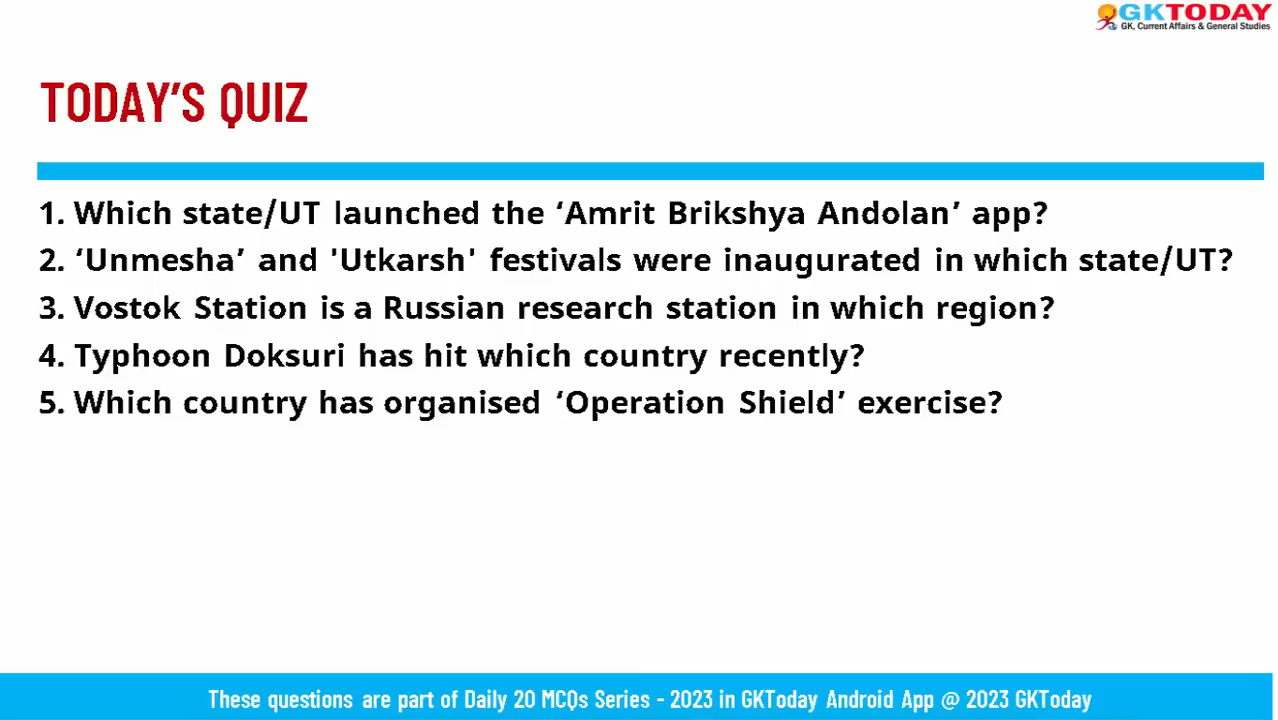 GKTODAY
GK, Current Affairs & General Studies
TODAY’S QUIZ
1. Which state/UT launched the ‘Amrit Brikshya Andolan’ app?
2. ‘Unmesha’ and 'Utkarsh' festivals were inaugurated in which state/UT?
3. Vostok Station is a Russian research station in which region?
4. Typhoon Doksuri has hit which country recently?
5. Which country has organised ‘Operation Shield’ exercise?
These questions are part of Daily 20 MCQs Series - 2023 in GKToday Android App @ 2023 GKToday